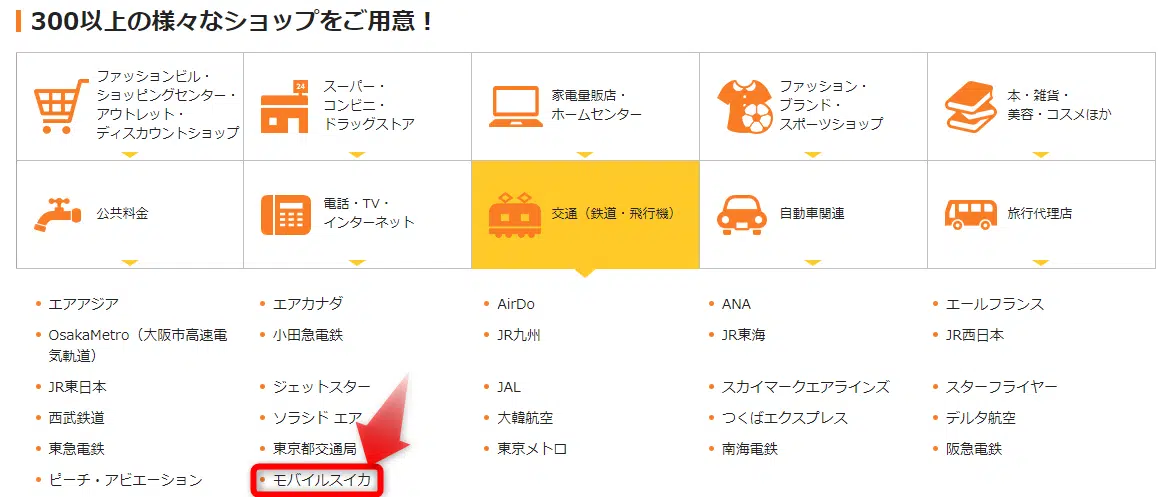 300以上の様々なショップをご用意！
ファッションビル・
ショッピングセンター・
アウトレット・
ディスカウントショップ
24
スーパー・
コンビニ・
ドラッグストア
家電量販店・
ホームセンター
ファッション・
ブランド・
スポーツショップ
本・雑貨・
美容・コスメほか
公共料金
電話・TV・
インターネット
交通（鉄道・飛行機）
自動車関連
旅行代理店
エアアジア
エアカナダ
AirDo
ANA
エールフランス
OsakaMetro（大阪市高速電
気軌道）
小田急電鉄
JR九州
JR東海
JR西日本
JR東日本
ジェットスター
JAL
スカイマークエアラインズ
スターフライヤー
西武鉄道
ソラシド エア
大韓航空
つくばエクスプレス
デルタ航空
東急電鉄
東京都交通局
東京メトロ
南海電鉄
阪急電鉄
ピーチ・アビエーション
モバイルスイカ